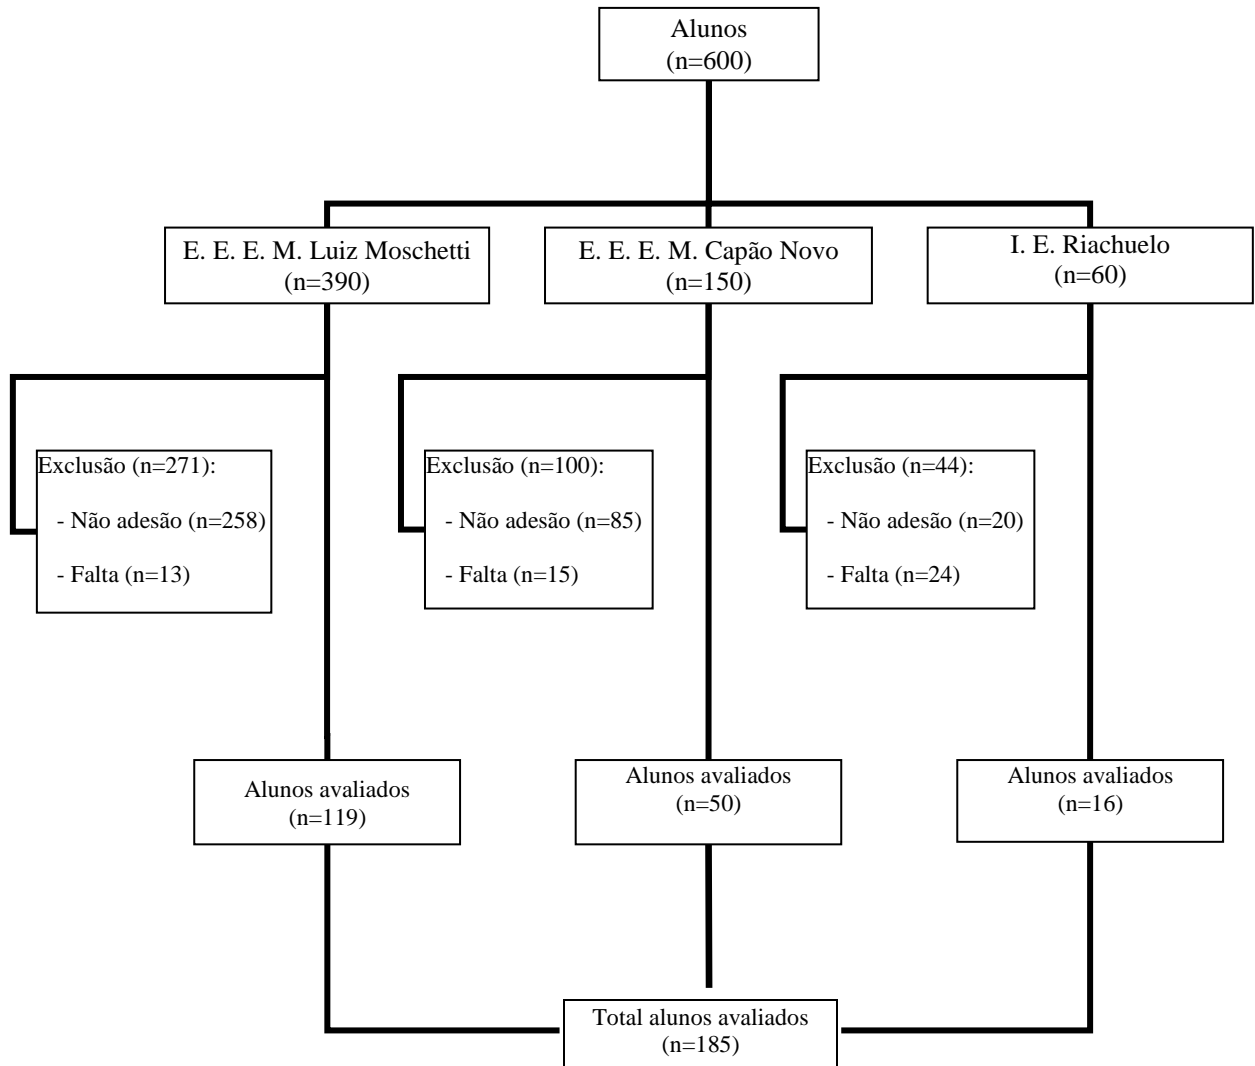 Alunos
(n=600)
E. E. E. M. Luiz Moschetti
(n=390)
E. E. E. M. Capão Novo
(n=150)
I. E. Riachuelo
(n=60)
Exclusão (n=271):
- Não adesão (n=258)
- Falta (n=13)
Exclusão (n=100):
- Não adesão (n=85)
- Falta (n=15)
Exclusão (n=44):
- Não adesão (n=20)
- Falta (n=24)
Alunos avaliados
(n=119)
Alunos avaliados
(n=50)
Alunos avaliados
(n=16)
Total alunos avaliados
(n=185)